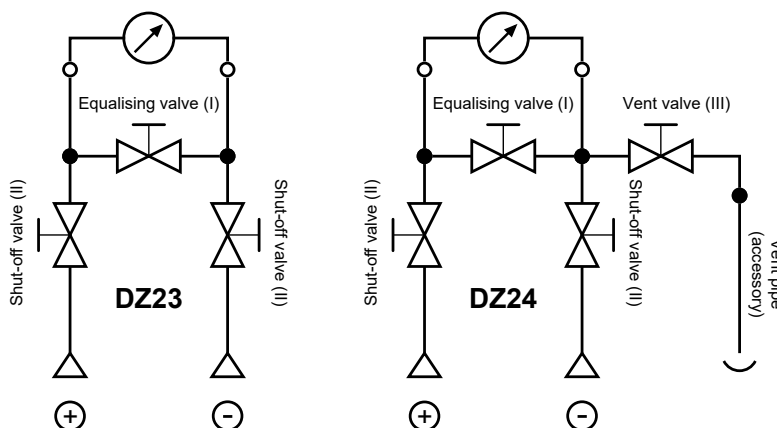 Equalising valve (I)
Shut-off valve (II)
Shut-off valve (II)
DZ23
+
-
Equalising valve (I)
Vent valve (III)
Shut-off valve (II)
Shut-off valve (II)
DZ24
Vent pipe
(accessory)
+
-